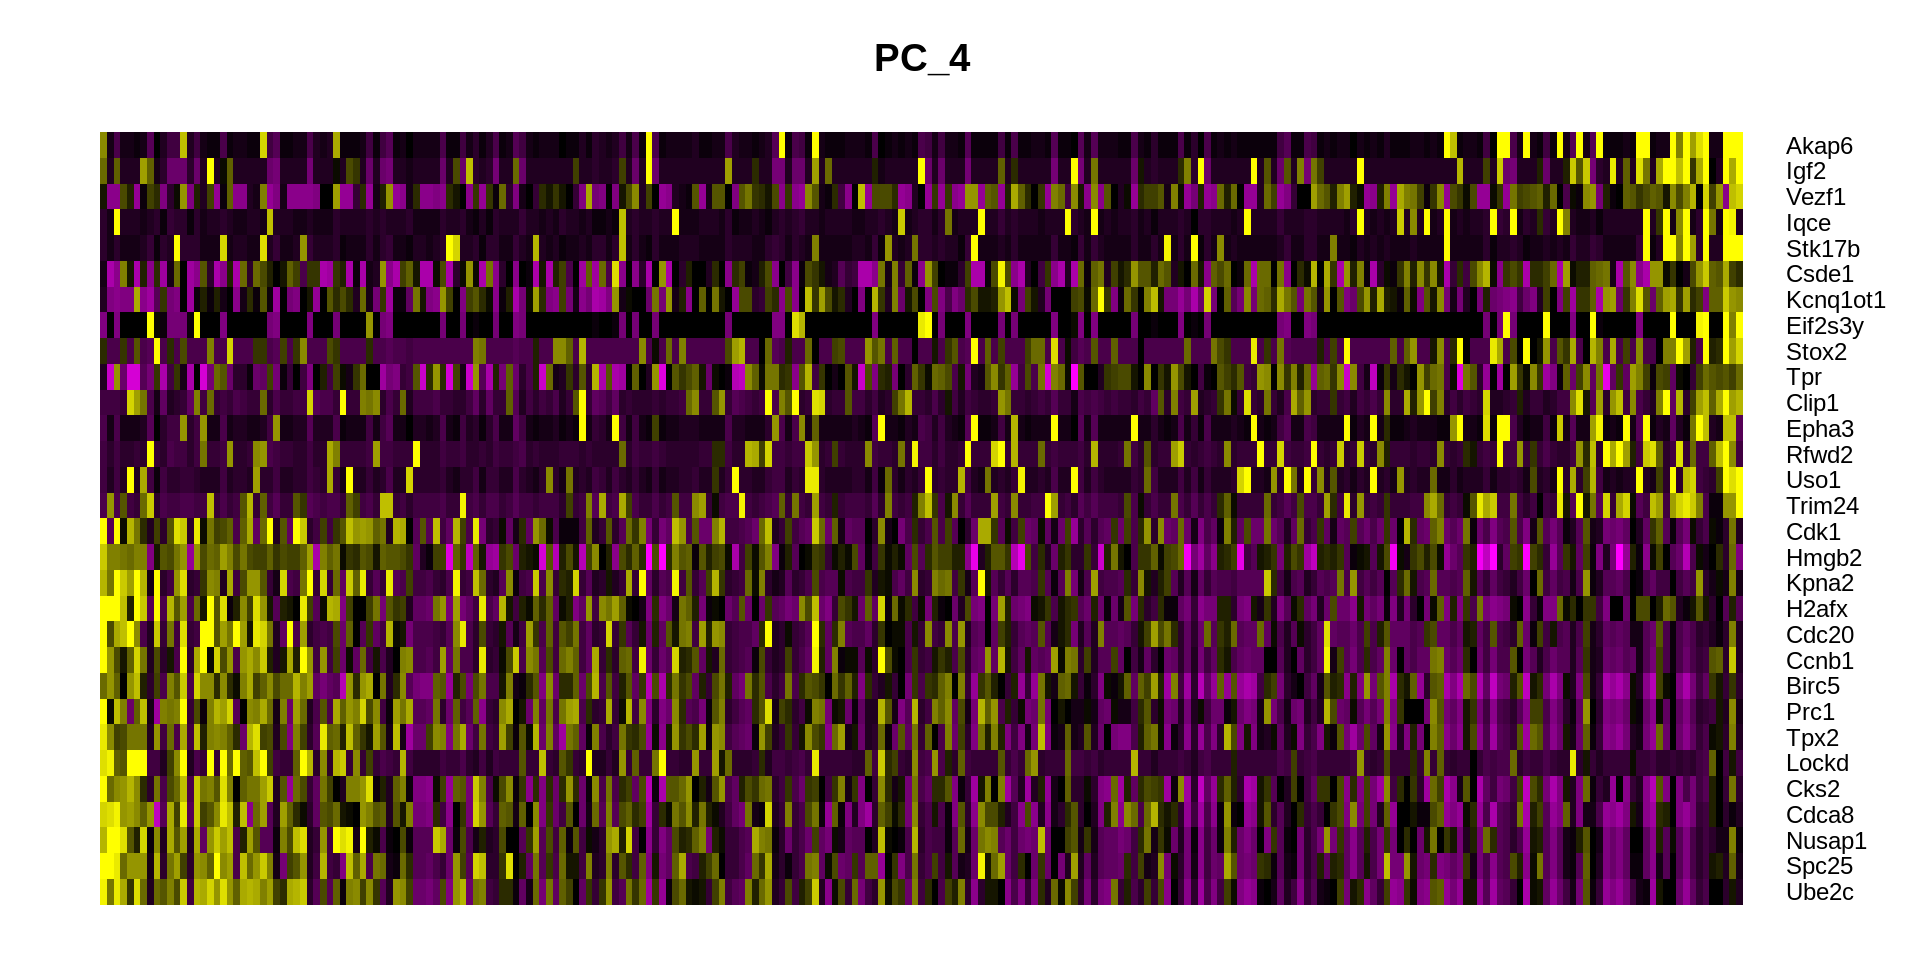 PC_4
Akap6
Igf2
Vezf1
Iqce
Stk17b
Csde1
Kcnq1ot1
Eif2s3y
Stox2
Tpr
Clip1
Epha3
Rfwd2
Uso1
Trim24
Cdk1
Hmgb2
Kpna2
H2afx
Cdc20
Ccnb1
Birc5
Prc1
Tpx2
Lockd
Cks2
Cdca8
Nusap1
Spc25
Ube2c